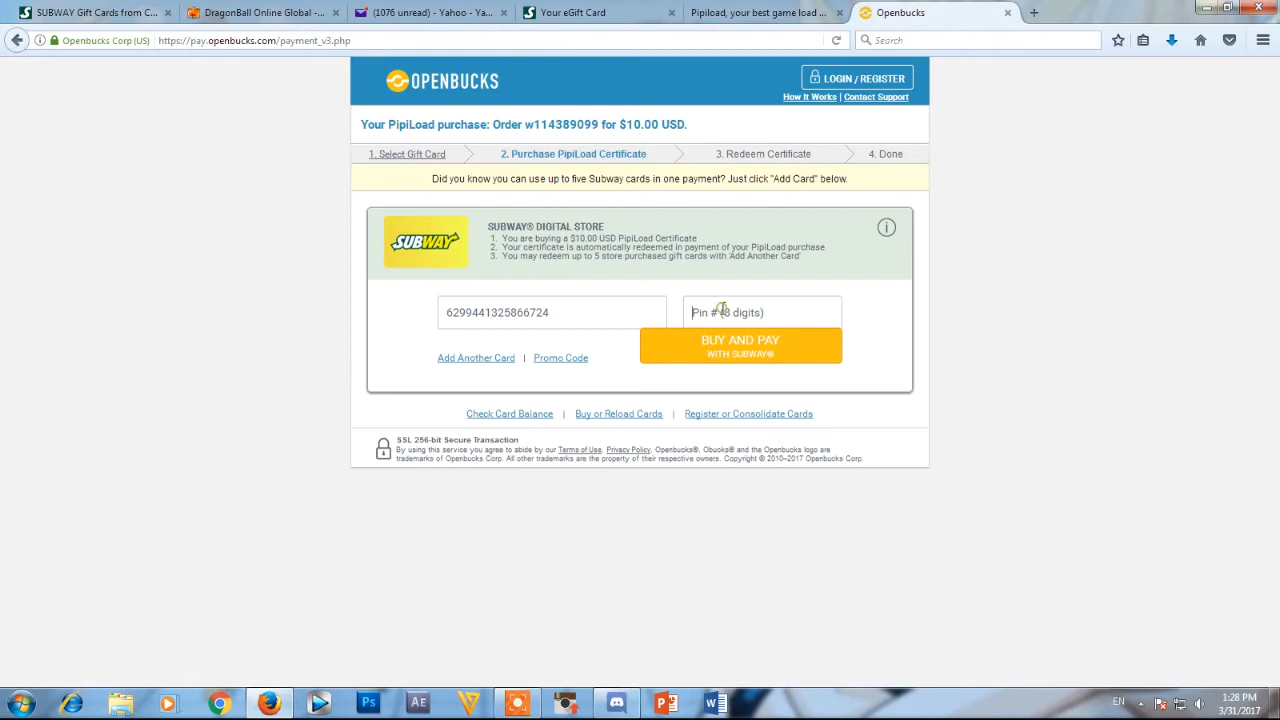 SUBWAY Gift Cards from C...
DragonBall Online Global -...
(1076 unread) - Yahoo - Y...
Your eGift Card
Pipiload, your best game load ...
Openbucks
Openbucks Corp (US)
https://pay.openbucks.com/payment_v3.php
Search
OPENBUCKS
LOGIN / REGISTER
How It Works | Contact Support
Your PipiLoad purchase: Order w114389099 for $10.00 USD.
1. Select Gift Card
2. Purchase PipiLoad Certificate
3. Redeem Certificate
4. Done
Did you know you can use up to five Subway cards in one payment? Just click "Add Card" below.
SUBWAY
SUBWAY® DIGITAL STORE
1. You are buying a $10.00 USD PipiLoad Certificate
2. Your certificate is automatically redeemed in payment of your PipiLoad purchase
3. You may redeem up to 5 store purchased gift cards with 'Add Another Card'
6299441325866724
Pin # (8 digits)
BUY AND PAY
WITH SUBWAY®
Add Another Card | Promo Code
Check Card Balance | Buy or Reload Cards | Register or Consolidate Cards
SSL 256-bit Secure Transaction
By using this service you agree to abide by our Terms of Use. Privacy Policy. Openbucks®, Obucks® and the Openbucks logo are
trademarks of Openbucks Corp. All other trademarks are the property of their respective owners. Copyright © 2010–2017 Openbucks Corp.
Ps
AE
EN
1:28 PM
3/31/2017